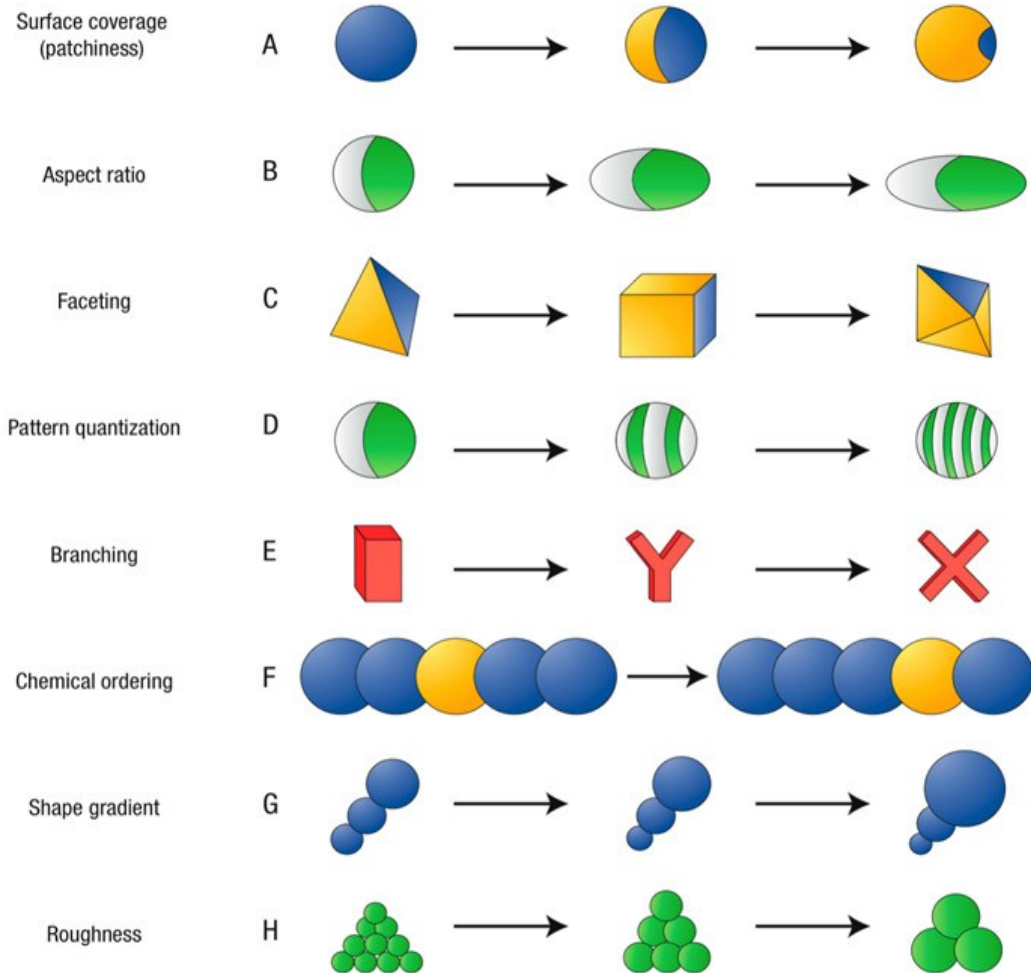 Surface coverage
(patchiness)
A
Aspect ratio
B
Faceting
C
Pattern quantization
D
Branching
E
Chemical ordering
F
Shape gradient
G
Roughness
H